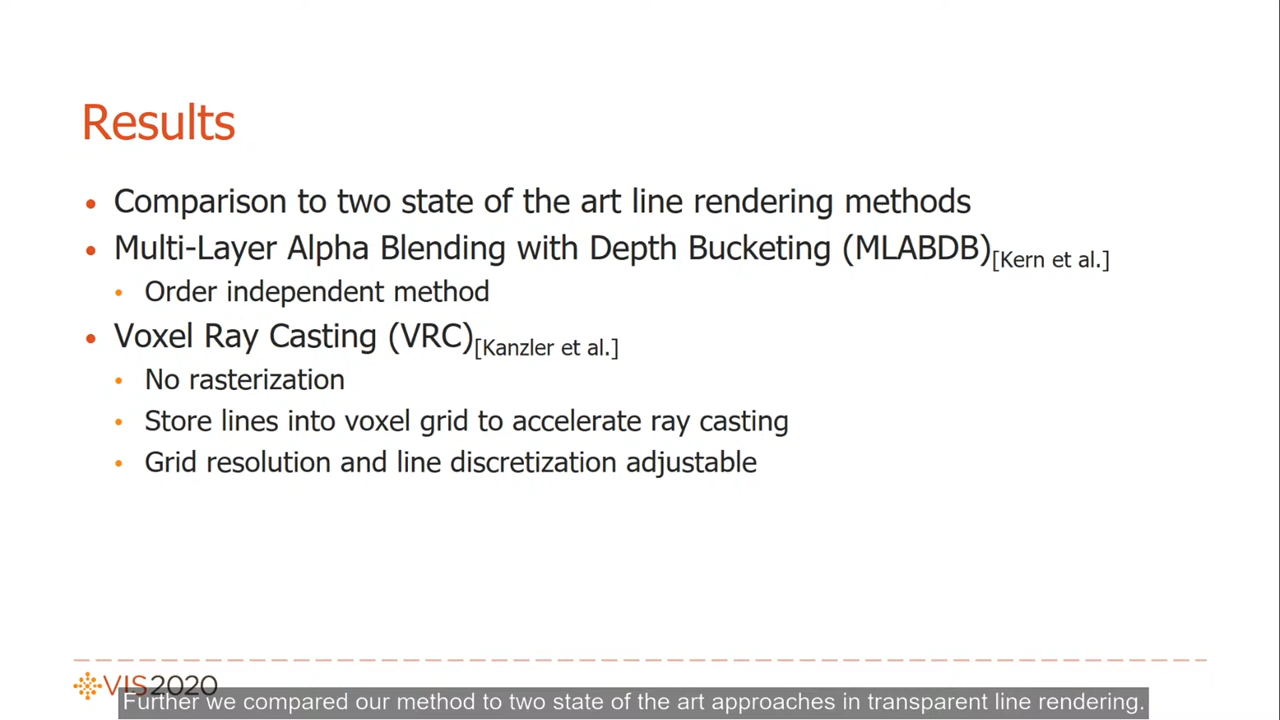 Results
• Comparison to two state of the art line rendering methods
• Multi-Layer Alpha Blending with Depth Bucketing (MLABDB)[Kern et al.]
• Order independent method
• Voxel Ray Casting (VRC)[Kanzler et al.]
• No rasterization
• Store lines into voxel grid to accelerate ray casting
• Grid resolution and line discretization adjustable
VIS2020
Further we compared our method to two state of the art approaches in transparent line rendering.